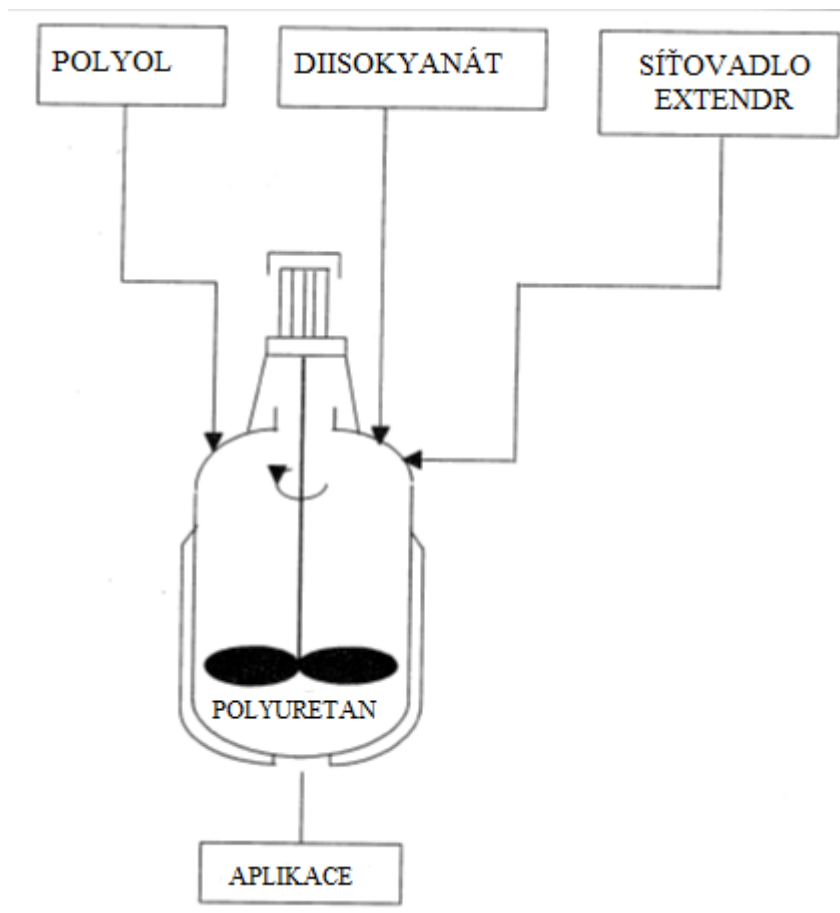 POLYOL
DIISOKYANÁT
SÍŤOVADLO
EXTENDR
POLYURETAN
APLIKACE